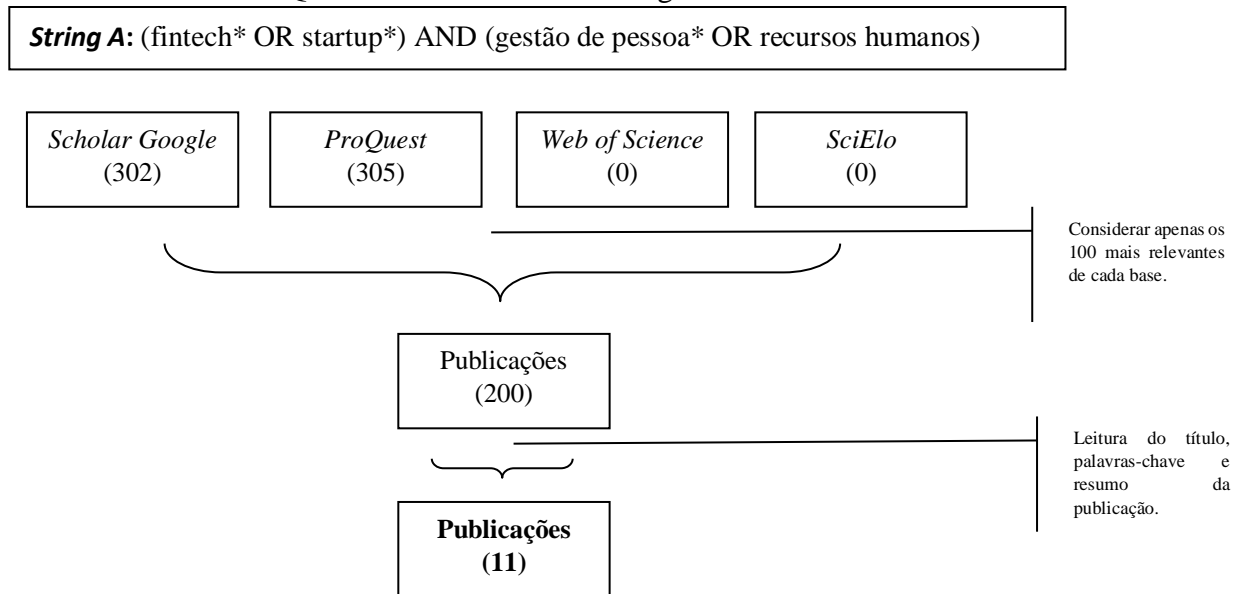 String A: (fintech* OR startup*) AND (gestão de pessoa* OR recursos humanos)
Scholar Google
(302)
ProQuest
(305)
Web of Science
(0)
SciElo
(0)
Considerar apenas os
100 mais relevantes
de cada base.
Publicações
(200)
Leitura do título,
palavras-chave e
resumo da
publicação.
Publicações
(11)